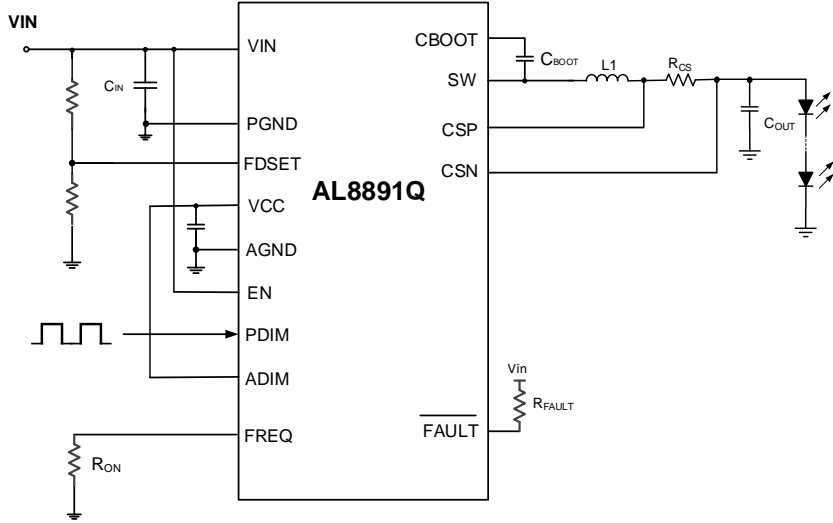 VIN
VIN
CBOOT
CBOOT
L1
RCS
CIN
SW
PGND
CSP
COUT
FDSET
CSN
AL8891Q
VCC
AGND
EN
PDIM
Vin
ADIM
RFAULT
FREQ
FAULT
RON